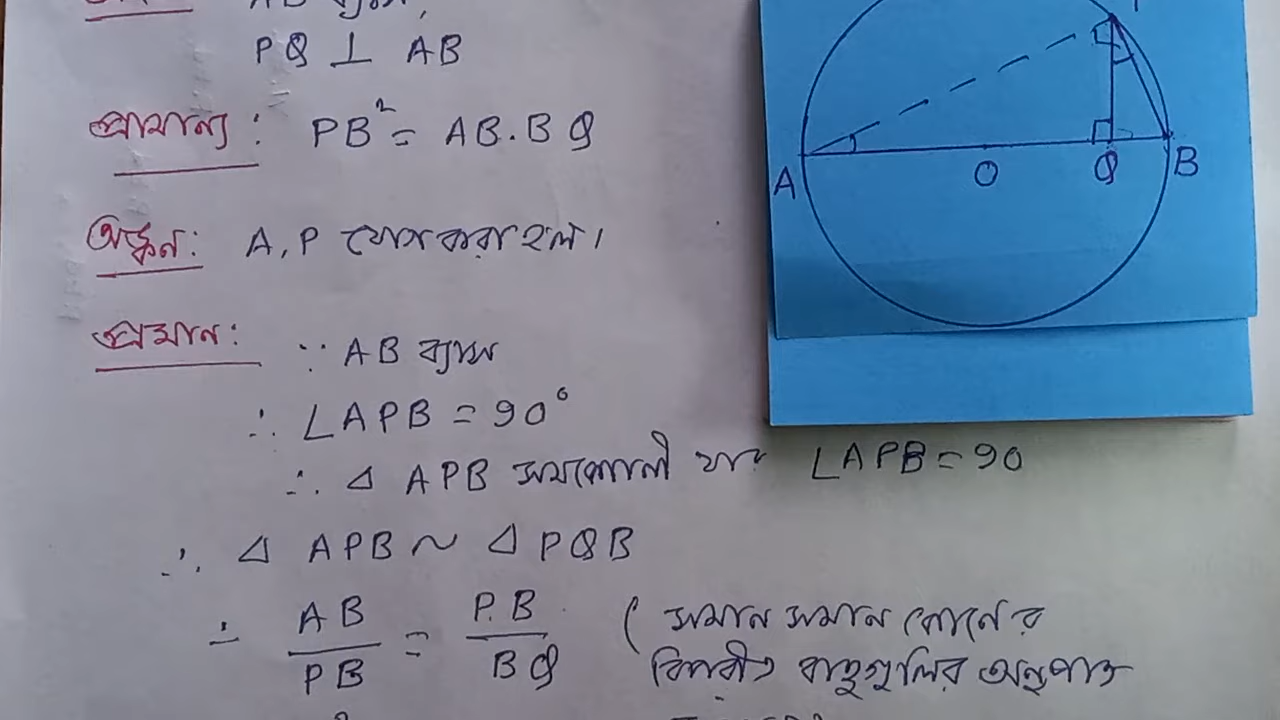 AB ব্যাস,
PQ ⊥ AB
প্রামান্য : PB² = AB.BQ
অঙ্কন: A, P যোগ করা হল।
প্রমান: ∵ AB ব্যাস
∴ ∠APB = 90°
∴ △ APB সমকোনী যার ∠APB = 90
∴ △ APB ~ △ PQB
∴ AB/PB = P.B/BQ (সমান সমান কোনের
বিপরীত বাহুগুলির অনুপাত
A O Q B